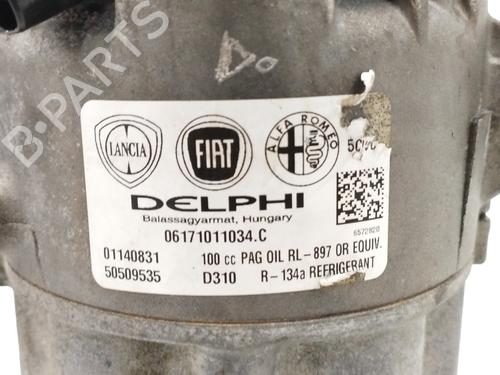 B-PARTS
D.
LANCIA
FIAT
ALFA ROMEO
DELPHI
Balassagyarmat, Hungary
06171011034.C
01140831 100 cc PAG OIL RL-897 OR EQUIV.
50509535 D310 R-134a REFRIGERANT